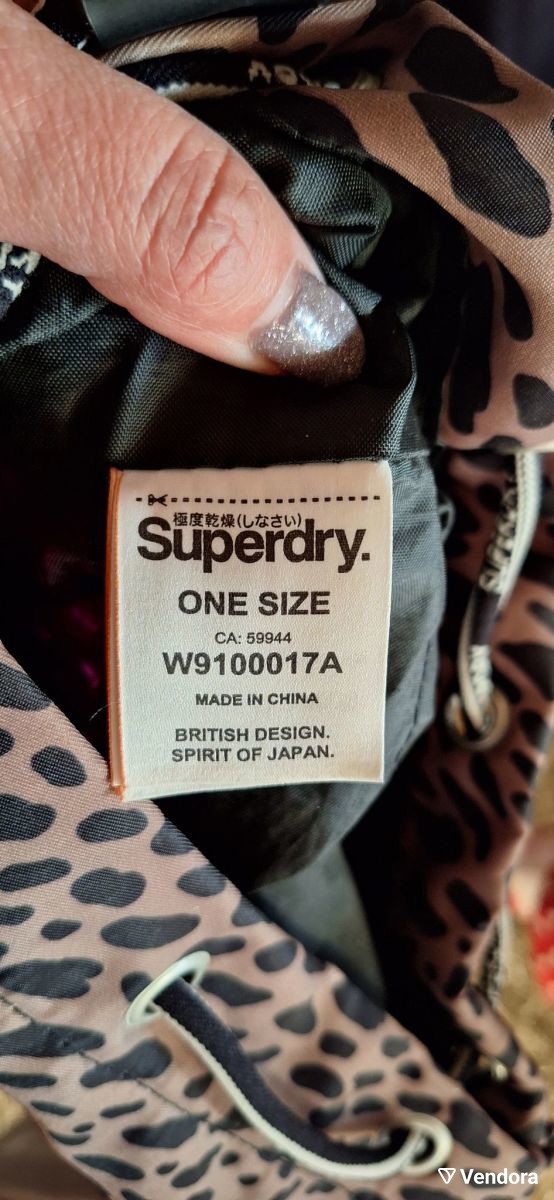 極度乾燥(しなさい)
Superdry.
ONE SIZE
CA: 59944
W9100017A
MADE IN CHINA
BRITISH DESIGN.
SPIRIT OF JAPAN.
Vendora